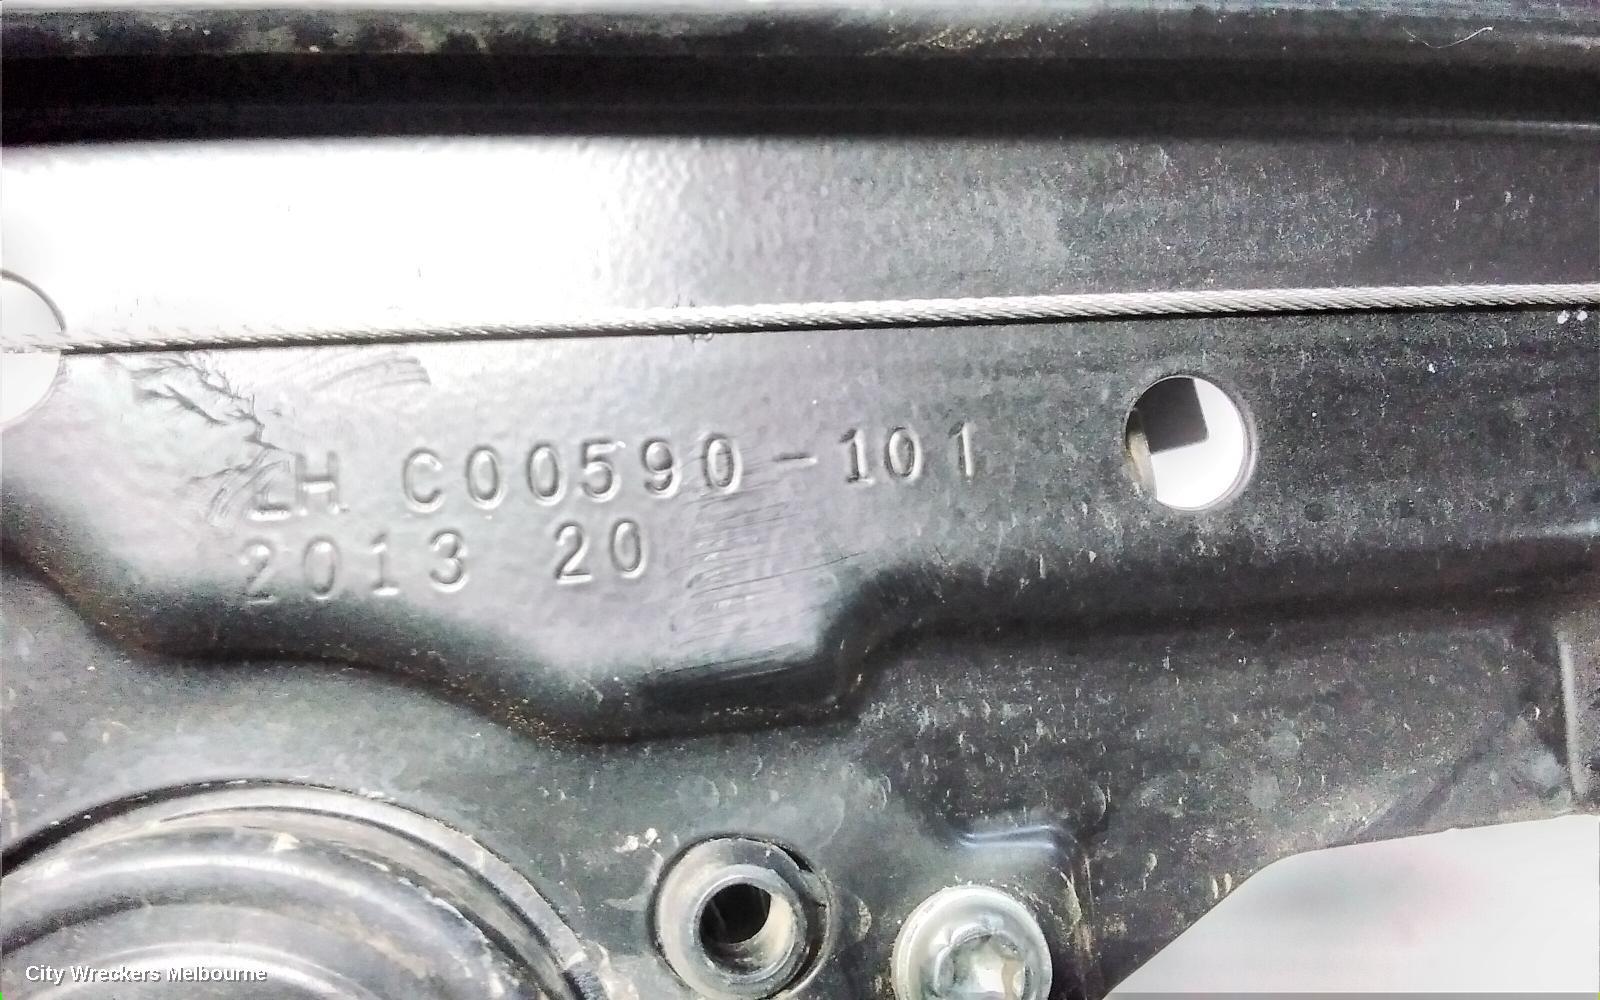 LH C00590-101
2013 20
City Wreckers Melbourne